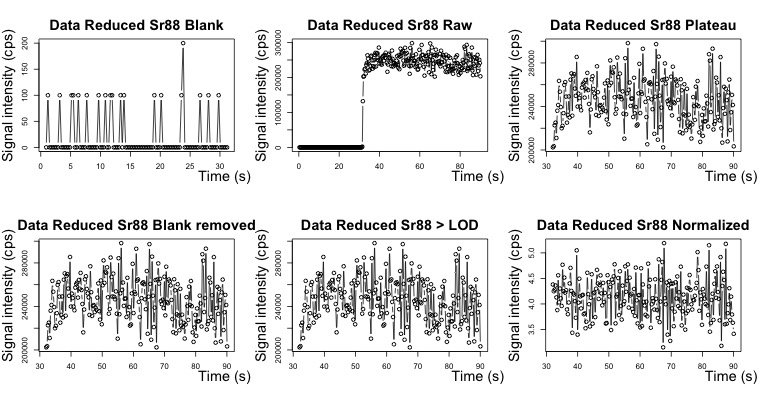 Data Reduced Sr88 Blank
Signal intensity (cps)
200
150
100
50
0
0 5 10 15 20 25 30
Time (s)
Data Reduced Sr88 Raw
Signal intensity (cps)
300000
200000
100000
0
0 20 40 60 80
Time (s)
Data Reduced Sr88 Plateau
Signal intensity (cps)
280000
240000
200000
30 40 50 60 70 80 90
Time (s)
Data Reduced Sr88 Blank removed
Signal intensity (cps)
280000
240000
200000
30 40 50 60 70 80 90
Time (s)
Data Reduced Sr88 > LOD
Signal intensity (cps)
280000
240000
200000
30 40 50 60 70 80 90
Time (s)
Data Reduced Sr88 Normalized
Signal intensity (cps)
5.0
4.5
4.0
3.5
30 40 50 60 70 80 90
Time (s)